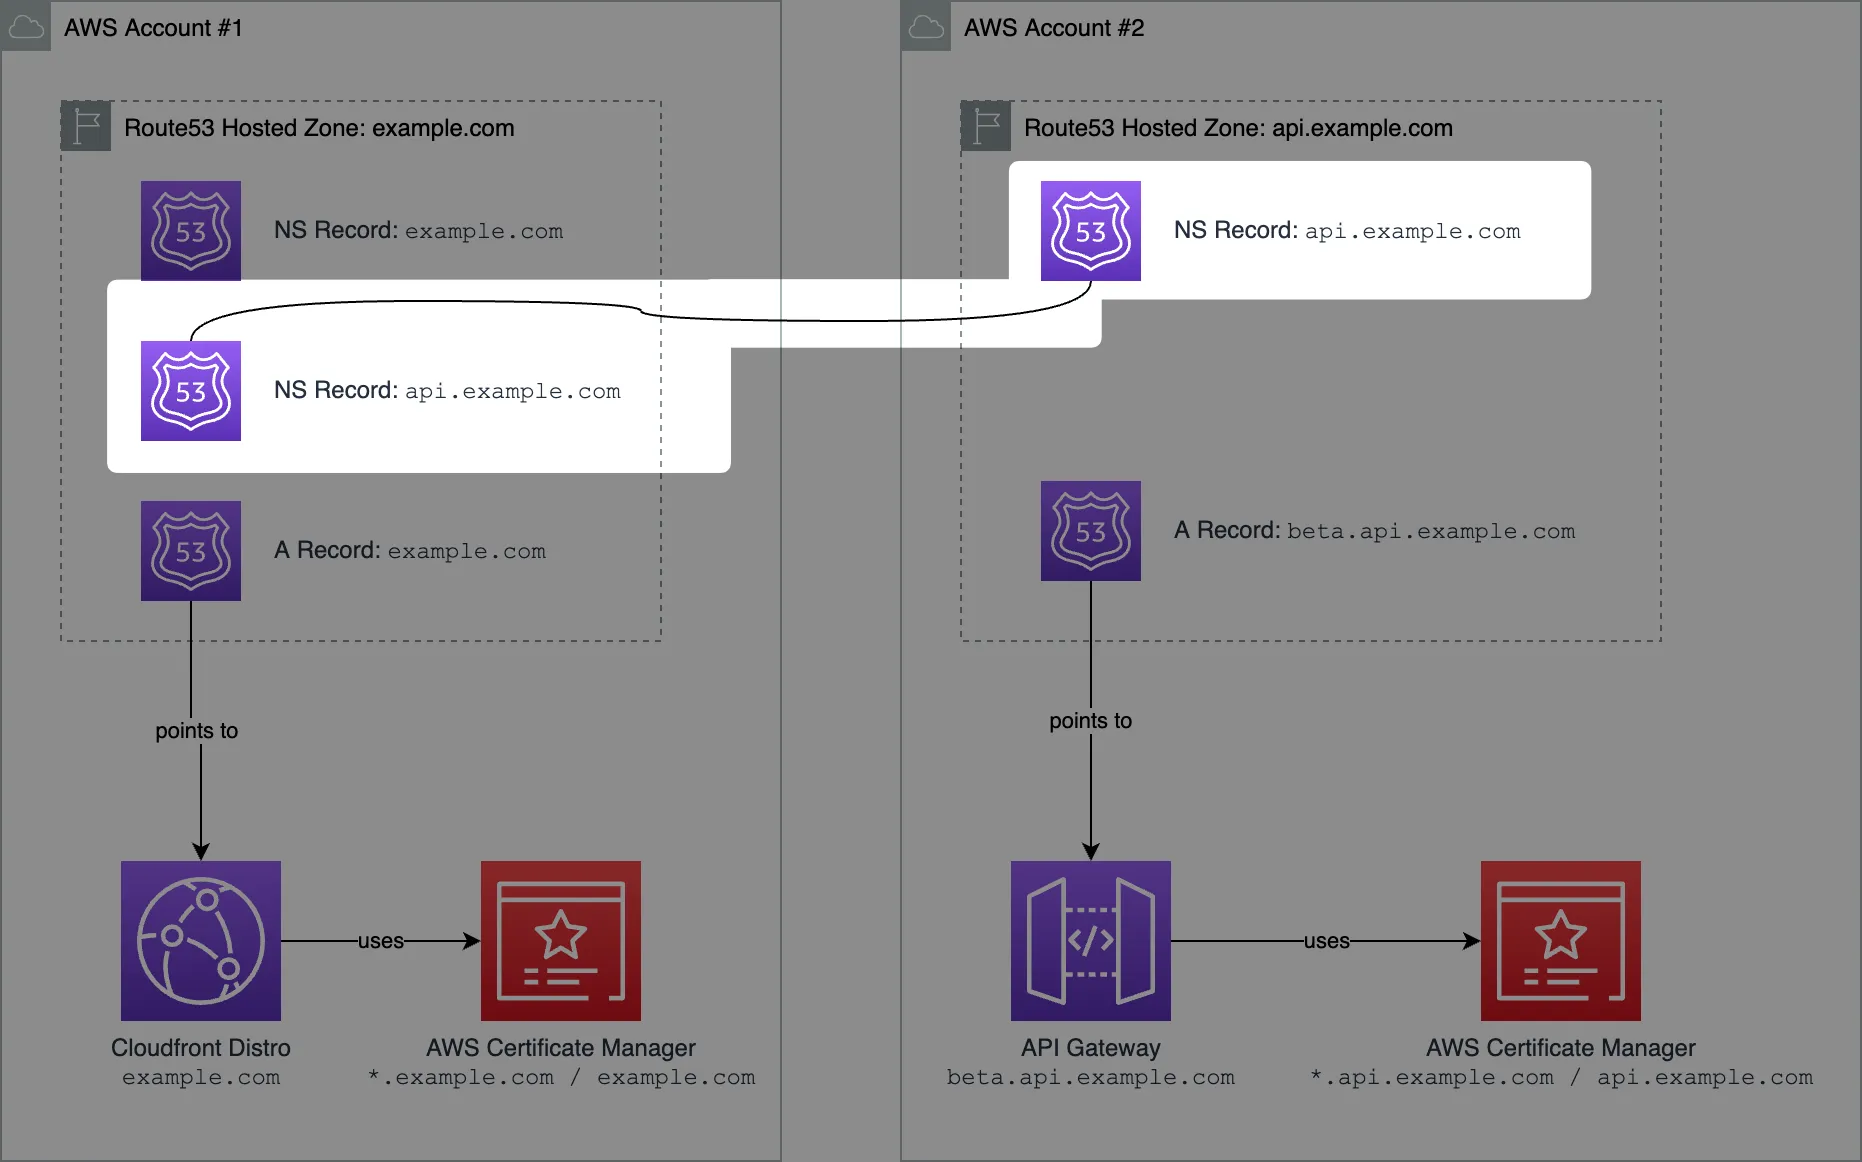 AWS Account #1
Route53 Hosted Zone: example.com
53
NS Record: example.com
53
NS Record: api.example.com
53
A Record: example.com
points to
uses
Cloudfront Distro
example.com
AWS Certificate Manager
*.example.com / example.com
AWS Account #2
Route53 Hosted Zone: api.example.com
53
NS Record: api.example.com
53
A Record: beta.api.example.com
points to
</>
uses
API Gateway
beta.api.example.com
AWS Certificate Manager
*.api.example.com / api.example.com